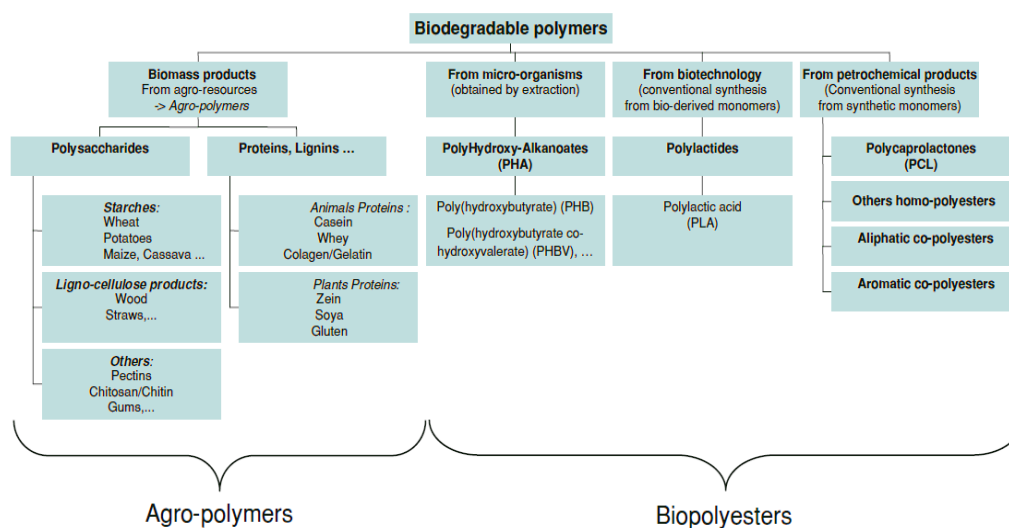 Biodegradable polymers
Biomass products
From agro-resources
-> Agro-polymers
From micro-organisms
(obtained by extraction)
From biotechnology
(conventional synthesis
from bio-derived monomers)
From petrochemical products
(Conventional synthesis
from synthetic monomers)
Polysaccharides
Proteins, Lignins ...
PolyHydroxy-Alkanoates
(PHA)
Polylactides
Polycaprolactones
(PCL)
Starches:
Wheat
Potatoes
Maize, Cassava ...
Animals Proteins :
Casein
Whey
Colagen/Gelatin
Poly(hydroxybutyrate) (PHB)
Poly(hydroxybutyrate co-
hydroxyvalerate) (PHBV), ...
Polylactic acid
(PLA)
Others homo-polyesters
Aliphatic co-polyesters
Aromatic co-polyesters
Ligno-cellulose products:
Wood
Straws,...
Plants Proteins:
Zein
Soya
Gluten
Others:
Pectins
Chitosan/Chitin
Gums,...
Agro-polymers
Biopolyesters